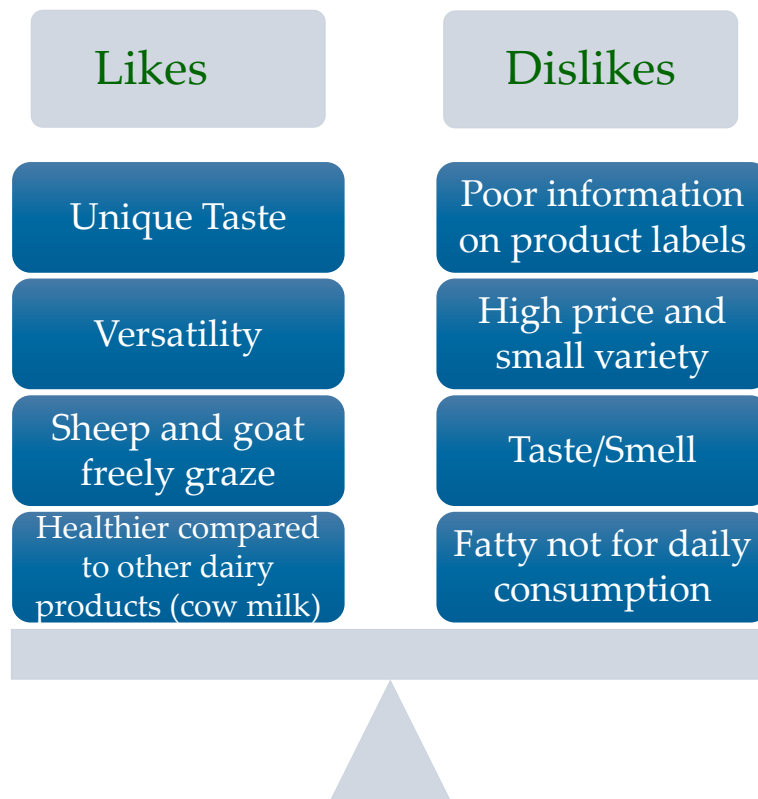 Likes
Unique Taste
Versatility
Sheep and goat
freely graze
Healthier compared
to other dairy
products (cow milk)
Dislikes
Poor information
on product labels
High price and
small variety
Taste/Smell
Fatty not for daily
consumption